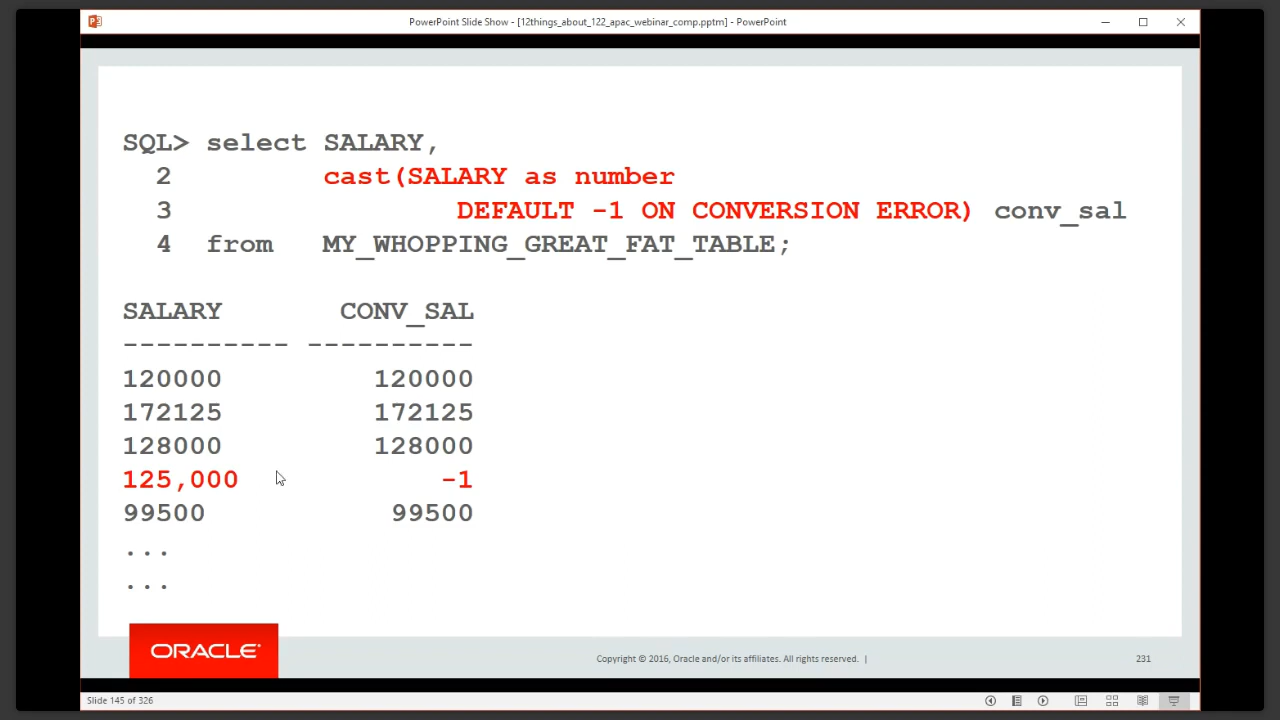 PowerPoint Slide Show - [12things_about_122_apac_webinar_comp.pptm] - PowerPoint
SQL> select SALARY,
2 cast(SALARY as number
3 DEFAULT -1 ON CONVERSION ERROR) conv_sal
4 from MY_WHOPPING_GREAT_FAT_TABLE;
SALARY CONV_SAL
---------- ----------
120000 120000
172125 172125
128000 128000
125,000 -1
99500 99500
...
...
ORACLE
Copyright © 2016, Oracle and/or its affiliates. All rights reserved. | 231
Slide 145 of 326